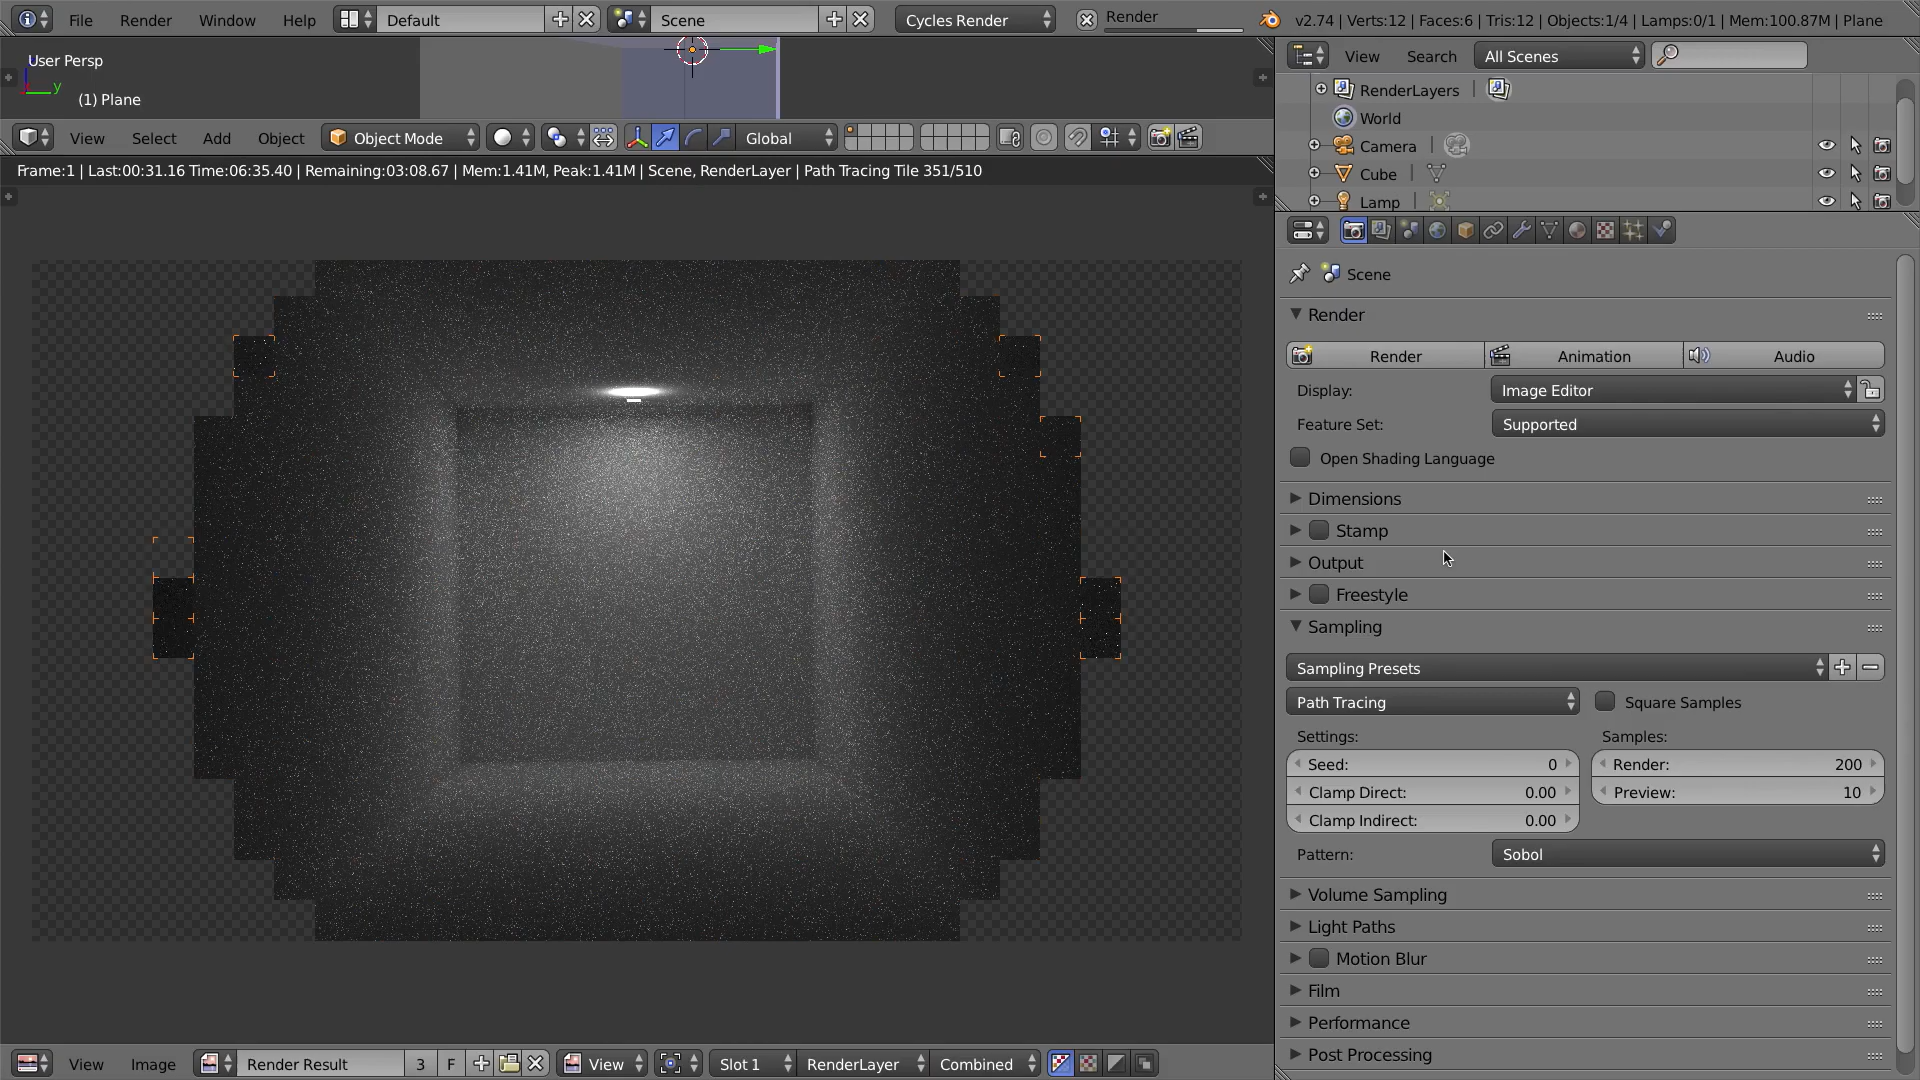 File Render Window Help Default Scene Cycles Render Render v2.74 | Verts:12 | Faces:6 | Tris:12 | Objects:1/4 | Lamps:0/1 | Mem:100.87M | Plane
User Persp
y
(1) Plane
View Select Add Object Object Mode Global
Frame:1 | Last:00:31.16 Time:06:35.40 | Remaining:03:08.67 | Mem:1.41M, Peak:1.41M | Scene, RenderLayer | Path Tracing Tile 351/510
View Image Render Result 3 F View Slot 1 RenderLayer Combined
View Search All Scenes
RenderLayers |
World
Camera |
Cube |
Lamp |
Scene
Render
Render Animation Audio
Display: Image Editor
Feature Set: Supported
Open Shading Language
Dimensions
Stamp
Output
Freestyle
Sampling
Sampling Presets
Path Tracing Square Samples
Settings: Samples:
Seed: 0 Render: 200
Clamp Direct: 0.00 Preview: 10
Clamp Indirect: 0.00
Pattern: Sobol
Volume Sampling
Light Paths
Motion Blur
Film
Performance
Post Processing